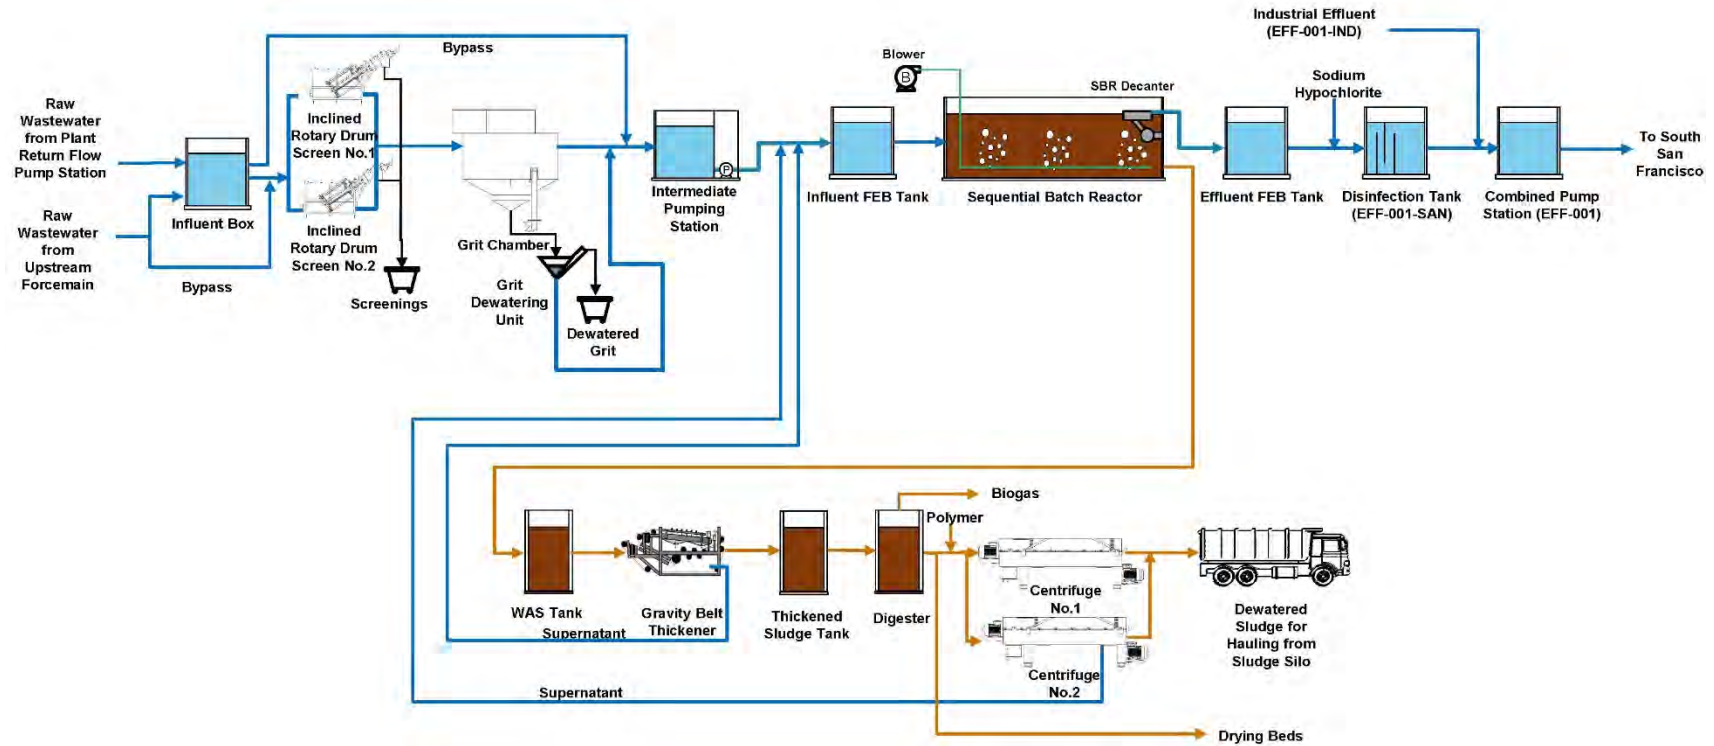 Raw
Wastewater
from Plant
Return Flow
Pump Station
Raw
Wastewater
from
Upstream
Forcemain
Bypass
Influent Box
Bypass
Inclined
Rotary Drum
Screen No.1
Inclined
Rotary Drum
Screen No.2
Screenings
Grit Chamber
Grit
Dewatering
Unit
Dewatered
Grit
P
Intermediate
Pumping
Station
Influent FEB Tank
Blower
B
SBR Decanter
Sequential Batch Reactor
Effluent FEB Tank
Industrial Effluent
(EFF-001-IND)
Sodium
Hypochlorite
Disinfection Tank
(EFF-001-SAN)
Combined Pump
Station (EFF-001)
To South
San
Francisco
WAS Tank
Supernatant
Gravity Belt
Thickener
Thickened
Sludge Tank
Digester
Biogas
Polymer
Centrifuge
No.1
Centrifuge
No.2
Dewatered
Sludge for
Hauling from
Sludge Silo
Supernatant
Drying Beds